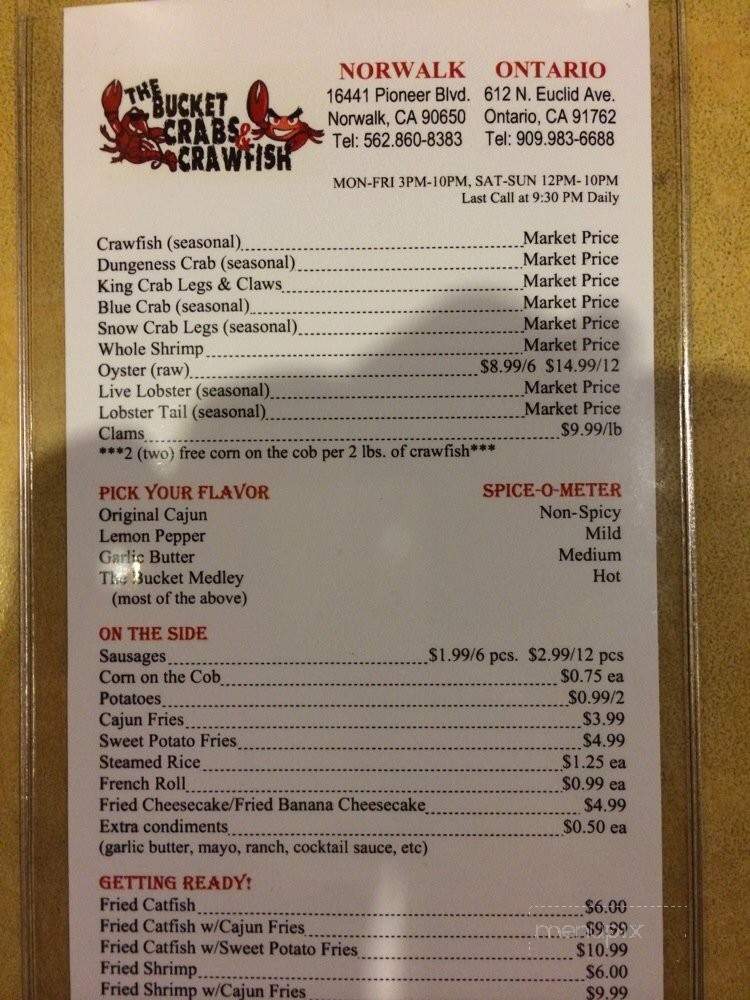 THE
BUCKET
CRABS &
CRAWFISH
NORWALK ONTARIO
16441 Pioneer Blvd. 612 N. Euclid Ave.
Norwalk, CA 90650 Ontario, CA 91762
Tel: 562.860-8383 Tel: 909.983-6688
MON-FRI 3PM-10PM, SAT-SUN 12PM-10PM
Last Call at 9:30 PM Daily
Crawfish (seasonal) Market Price
Dungeness Crab (seasonal) Market Price
King Crab Legs & Claws Market Price
Blue Crab (seasonal) Market Price
Snow Crab Legs (seasonal) Market Price
Whole Shrimp Market Price
Oyster (raw) $8.99/6 $14.99/12
Live Lobster (seasonal) Market Price
Lobster Tail (seasonal) Market Price
Clams $9.99/lb
***2 (two) free corn on the cob per 2 lbs. of crawfish***
PICK YOUR FLAVOR SPICE-O-METER
Original Cajun Non-Spicy
Lemon Pepper Mild
Garlic Butter Medium
The Bucket Medley Hot
(most of the above)
ON THE SIDE
Sausages $1.99/6 pcs. $2.99/12 pcs
Corn on the Cob $0.75 ea
Potatoes $0.99/2
Cajun Fries $3.99
Sweet Potato Fries $4.99
Steamed Rice $1.25 ea
French Roll $0.99 ea
Fried Cheesecake/Fried Banana Cheesecake $4.99
Extra condiments $0.50 ea
(garlic butter, mayo, ranch, cocktail sauce, etc)
GETTING READY!
Fried Catfish $6.00
Fried Catfish w/Cajun Fries $9.99
Fried Catfish w/Sweet Potato Fries $10.99
Fried Shrimp $6.00
Fried Shrimp w/Cajun Fries $9.99
menupix